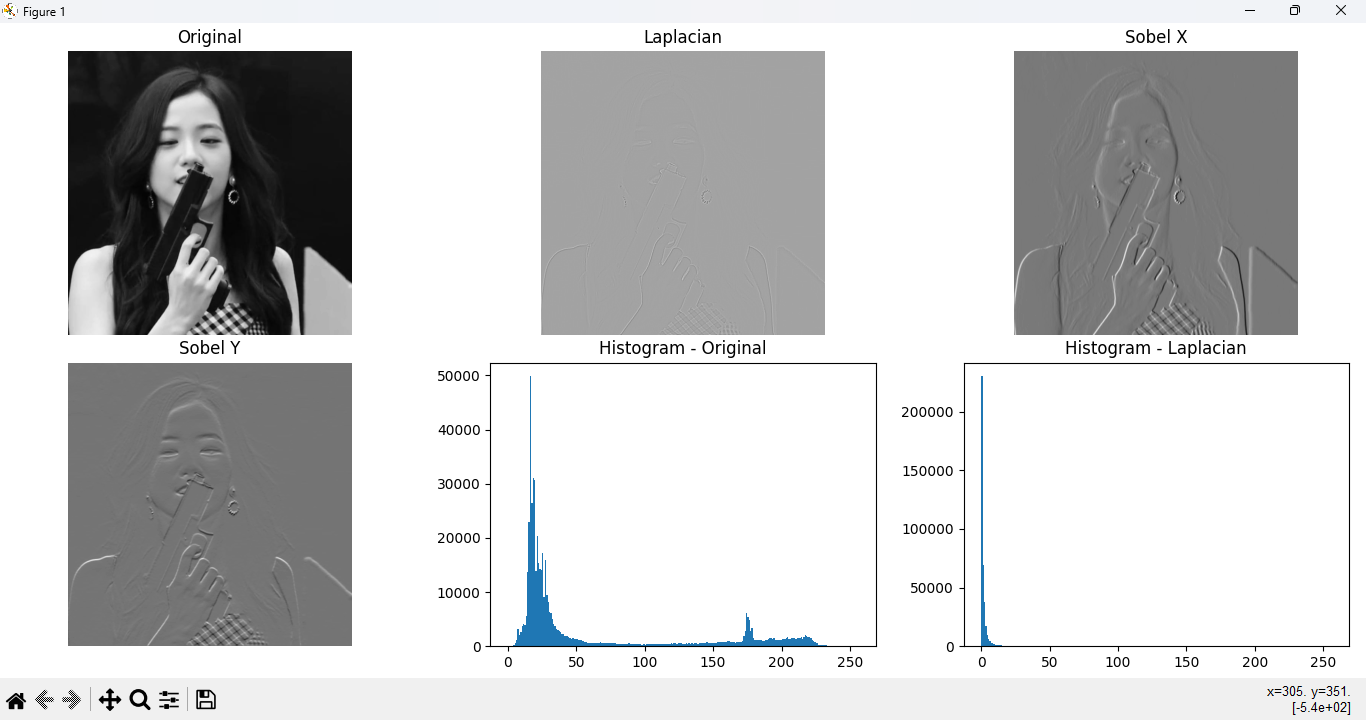 Figure 1
Original
Laplacian
Sobel X
Sobel Y
Histogram - Original
Histogram - Laplacian
50000
40000
30000
20000
10000
0
0 50 100 150 200 250
200000
150000
100000
50000
0
0 50 100 150 200 250
x=305. y=351.
[-5.4e+02]